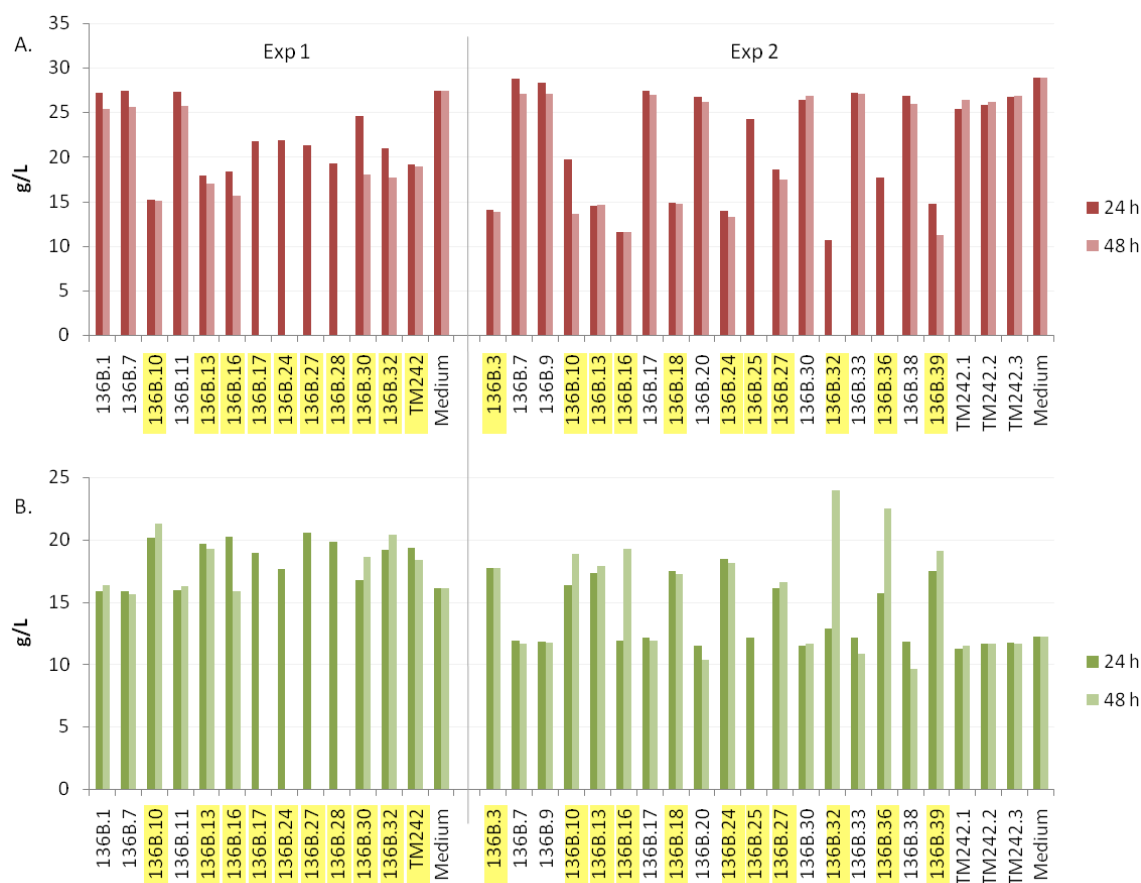 A.
Exp 1
Exp 2
g/L
35
30
25
20
15
10
5
0
24 h
48 h
136B.1
136B.7
136B.10
136B.11
136B.13
136B.16
136B.17
136B.24
136B.27
136B.28
136B.30
136B.32
TM242
Medium
136B.3
136B.7
136B.9
136B.10
136B.13
136B.16
136B.17
136B.18
136B.20
136B.24
136B.25
136B.27
136B.30
136B.32
136B.33
136B.36
136B.38
136B.39
TM242.1
TM242.2
TM242.3
Medium
B.
g/L
25
20
15
10
5
0
24 h
48 h
136B.1
136B.7
136B.10
136B.11
136B.13
136B.16
136B.17
136B.24
136B.27
136B.28
136B.30
136B.32
TM242
Medium
136B.3
136B.7
136B.9
136B.10
136B.13
136B.16
136B.17
136B.18
136B.20
136B.24
136B.25
136B.27
136B.30
136B.32
136B.33
136B.36
136B.38
136B.39
TM242.1
TM242.2
TM242.3
Medium